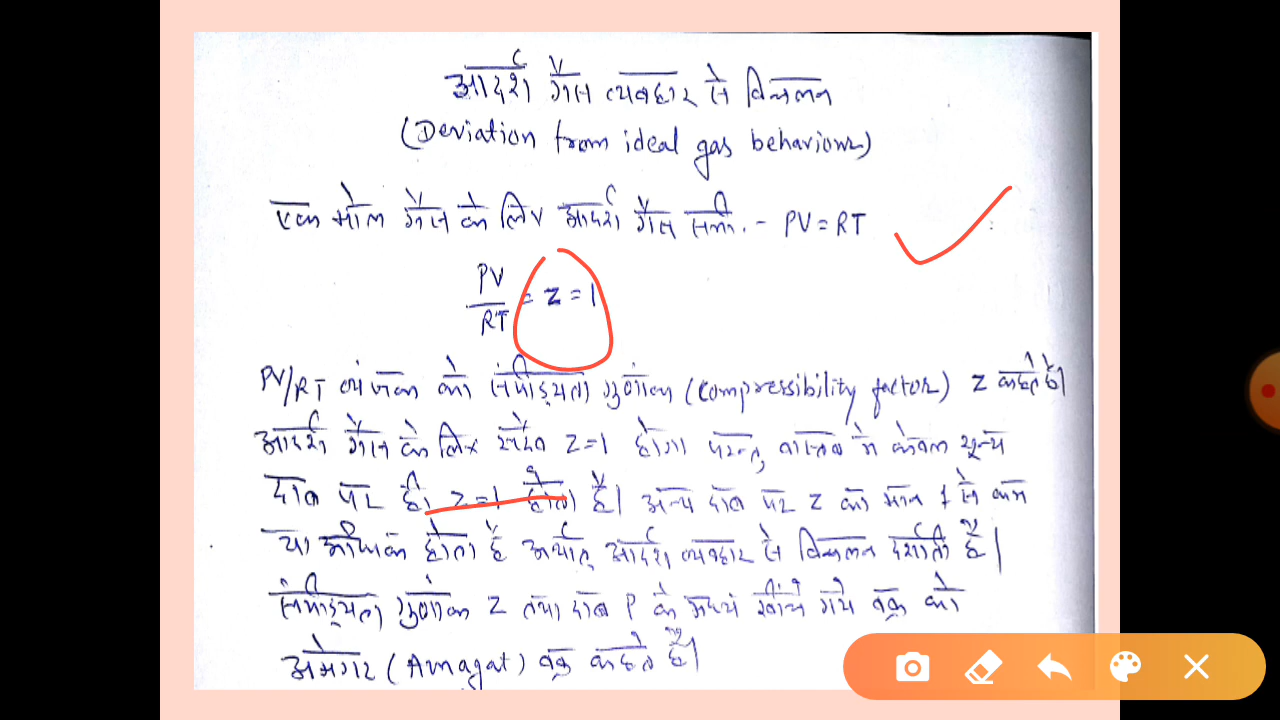 आदर्श गैस व्यवहार से विचलन
(Deviation from ideal gas behaviour)
एक मोल गैस के लिए आदर्श गैस समी. - PV = RT
PV/RT = Z = 1
PV/RT व्यंजक को संपीड्यता गुणांक (Compressibility factor) Z कहते है।
आदर्श गैस के लिए सदैव Z=1 होगा परन्तु वास्तव में केवल शून्य
दाब पर ही Z=1 होता है। अन्य दाब पर Z का मान 1 से कम
या अधिक होता है अर्थात् आदर्श व्यवहार से विचलन दर्शाती है।
संपीड्यता गुणांक Z तथा दाब P के मध्य खींचे गये वक्र को
अमेगर (Amagat) वक्र कहते है।